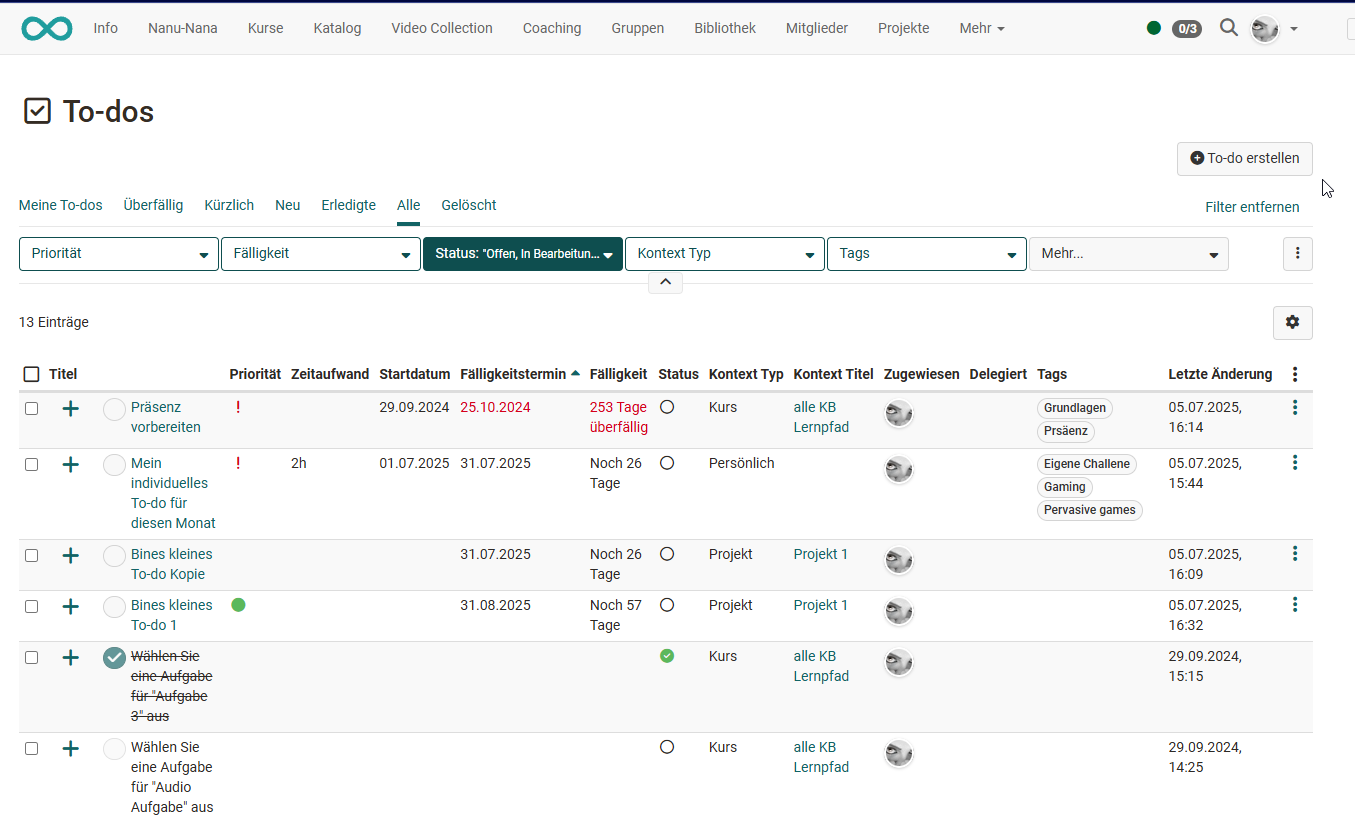 Info Nanu-Nana Kurse Katalog Video Collection Coaching Gruppen Bibliothek Mitglieder Projekte Mehr 0/3
To-dos
To-do erstellen
Meine To-dos Überfällig Kürzlich Neu Erledigte Alle Gelöscht Filter entfernen
Priorität Fälligkeit Status: "Offen, In Bearbeitun... Kontext Typ Tags Mehr...
13 Einträge
Titel Priorität Zeitaufwand Startdatum Fälligkeitstermin Fälligkeit Status Kontext Typ Kontext Titel Zugewiesen Delegiert Tags Letzte Änderung
Präsenz ! 29.09.2024 25.10.2024 253 Tage Kurs alle KB Grundlagen 05.07.2025,
vorbereiten überfällig Lernpfad Prsäenz 16:14
Mein ! 2h 01.07.2025 31.07.2025 Noch 26 Persönlich Eigene Challene 05.07.2025,
individuelles Tage Gaming 15:44
To-do für Pervasive games
diesen Monat
Bines kleines 31.07.2025 Noch 26 Projekt Projekt 1 05.07.2025,
To-do Kopie Tage 16:09
Bines kleines 31.08.2025 Noch 57 Projekt Projekt 1 05.07.2025,
To-do 1 Tage 16:32
Wählen Sie Kurs alle KB 29.09.2024,
eine Aufgabe Lernpfad 15:15
für "Aufgabe
3" aus
Wählen Sie Kurs alle KB 29.09.2024,
eine Aufgabe Lernpfad 14:25
für "Audio
Aufgabe" aus